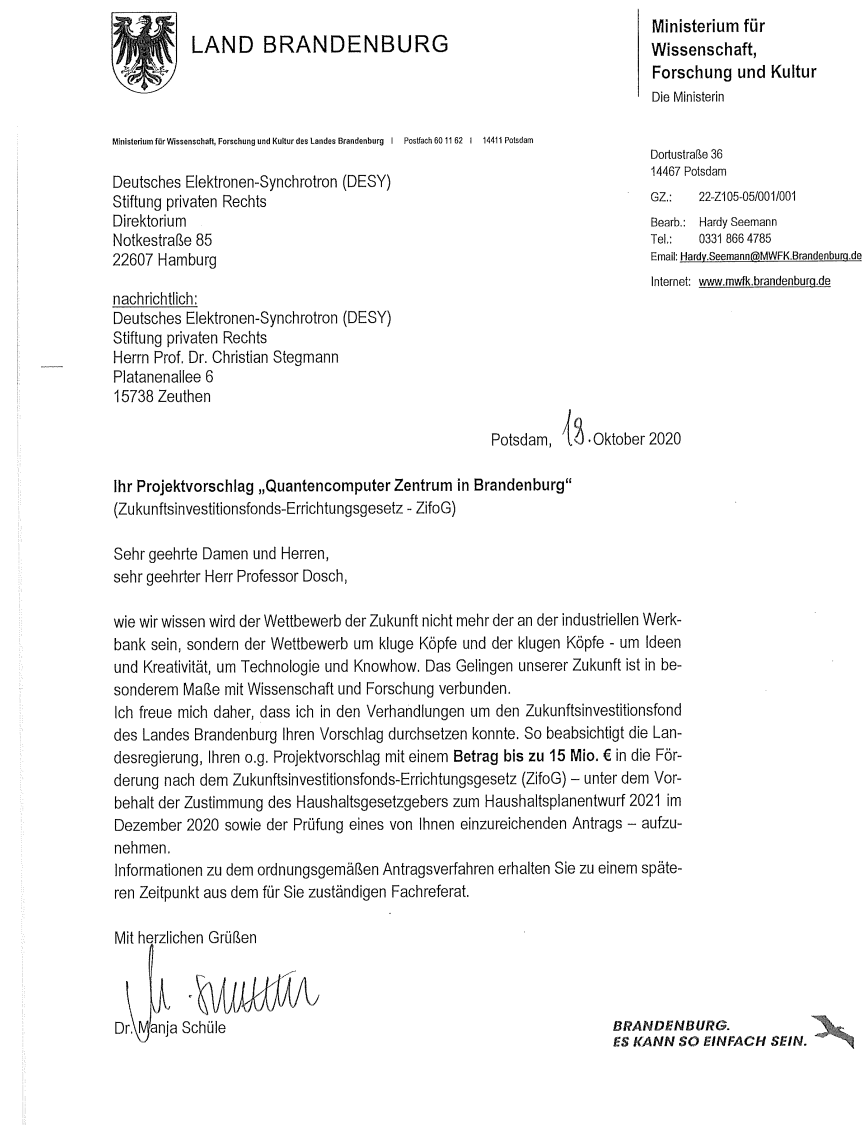 LAND BRANDENBURG
Ministerium für
Wissenschaft,
Forschung und Kultur
Die Ministerin
Ministerium für Wissenschaft, Forschung und Kultur des Landes Brandenburg I Postfach 60 11 62 I 14411 Potsdam
Dortustraße 36
14467 Potsdam
GZ.: 22-Z105-05/001/001
Bearb.: Hardy Seemann
Tel.: 0331 866 4785
Email: Hardy.Seemann@MWFK.Brandenburg.de
Internet: www.mwfk.brandenburg.de
Deutsches Elektronen-Synchrotron (DESY)
Stiftung privaten Rechts
Direktorium
Notkestraße 85
22607 Hamburg
nachrichtlich:
Deutsches Elektronen-Synchrotron (DESY)
Stiftung privaten Rechts
Herrn Prof. Dr. Christian Stegmann
Platanenallee 6
15738 Zeuthen
Potsdam, 19. Oktober 2020
Ihr Projektvorschlag „Quantencomputer Zentrum in Brandenburg“
(Zukunftsinvestitionsfonds-Errichtungsgesetz - ZifoG)
Sehr geehrte Damen und Herren,
sehr geehrter Herr Professor Dosch,
wie wir wissen wird der Wettbewerb der Zukunft nicht mehr der an der industriellen Werk-
bank sein, sondern der Wettbewerb um kluge Köpfe und der klugen Köpfe - um Ideen
und Kreativität, um Technologie und Knowhow. Das Gelingen unserer Zukunft ist in be-
sonderem Maße mit Wissenschaft und Forschung verbunden.
Ich freue mich daher, dass ich in den Verhandlungen um den Zukunftsinvestitionsfond
des Landes Brandenburg Ihren Vorschlag durchsetzen konnte. So beabsichtigt die Lan-
desregierung, Ihren o.g. Projektvorschlag mit einem Betrag bis zu 15 Mio. € in die För-
derung nach dem Zukunftsinvestitionsfonds-Errichtungsgesetz (ZifoG) – unter dem Vor-
behalt der Zustimmung des Haushaltsgesetzgebers zum Haushaltsplanentwurf 2021 im
Dezember 2020 sowie der Prüfung eines von Ihnen einzureichenden Antrags – aufzu-
nehmen.
Informationen zu dem ordnungsgemäßen Antragsverfahren erhalten Sie zu einem späte-
ren Zeitpunkt aus dem für Sie zuständigen Fachreferat.
Mit herzlichen Grüßen
Dr. Manja Schüle
BRANDENBURG.
ES KANN SO EINFACH SEIN.